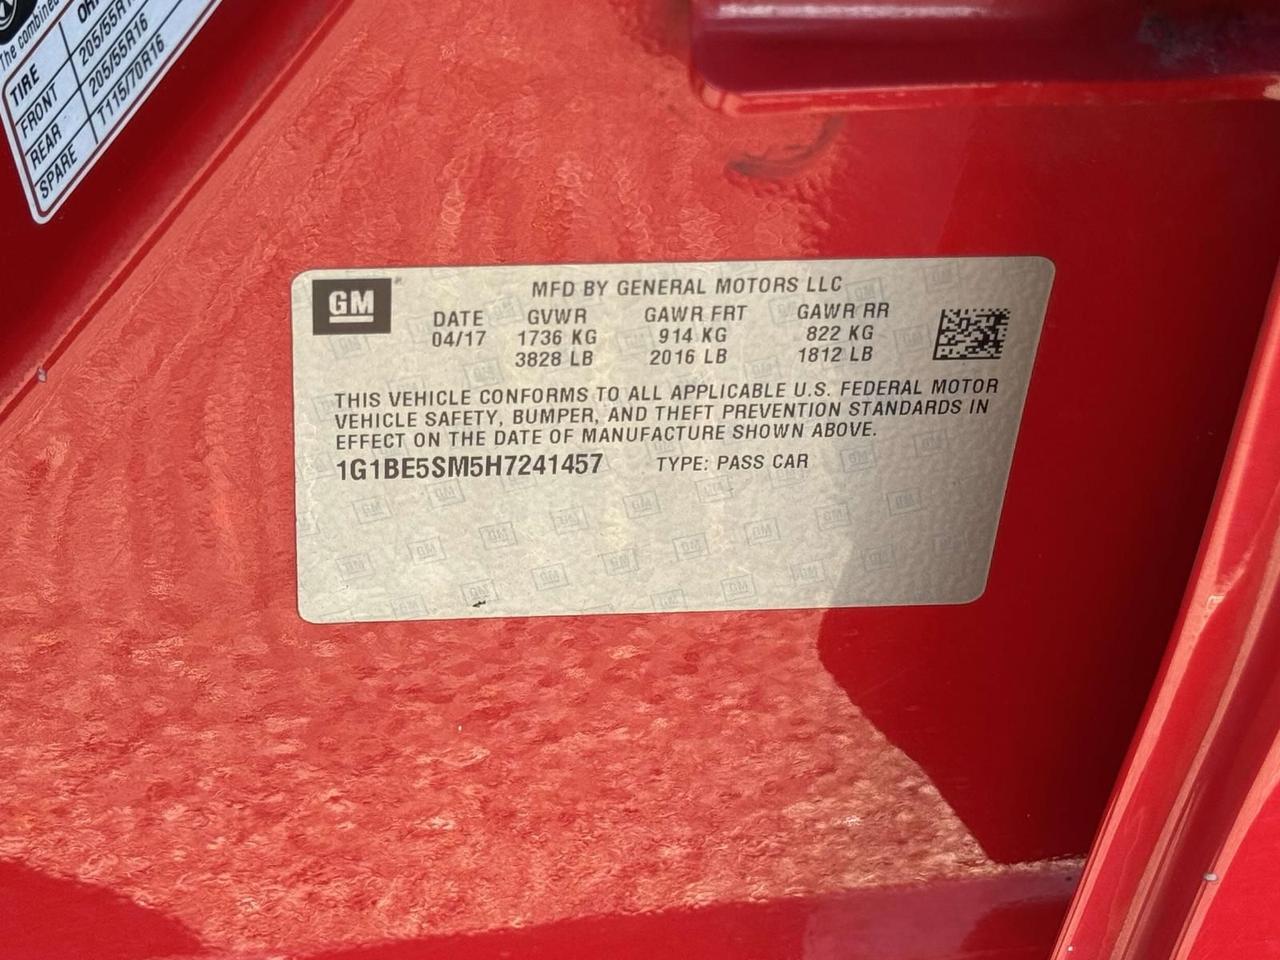 The combined
TIRE
FRONT 205/55R16
REAR 205/55R16
SPARE T115/70R16
GM
MFD BY GENERAL MOTORS LLC
DATE GVWR GAWR FRT GAWR RR
04/17 1736 KG 914 KG 822 KG
3828 LB 2016 LB 1812 LB
THIS VEHICLE CONFORMS TO ALL APPLICABLE U.S. FEDERAL MOTOR
VEHICLE SAFETY, BUMPER, AND THEFT PREVENTION STANDARDS IN
EFFECT ON THE DATE OF MANUFACTURE SHOWN ABOVE.
1G1BE5SM5H7241457 TYPE: PASS CAR